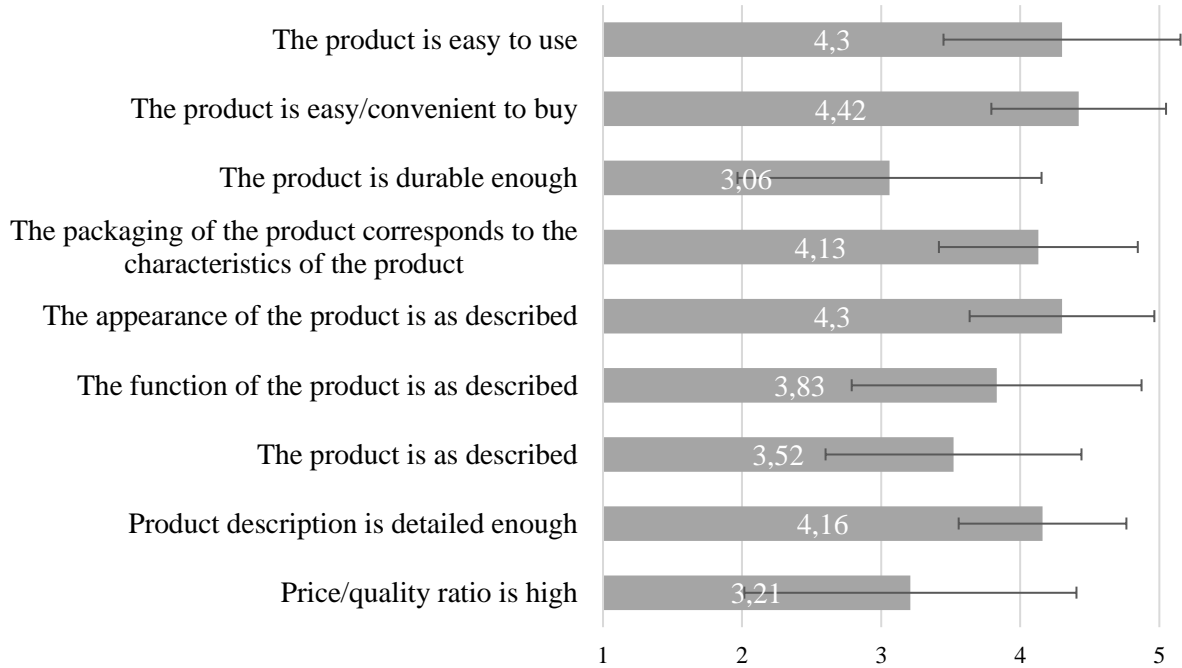 The product is easy to use
4,3
The product is easy/convenient to buy
4,42
The product is durable enough
3,06
The packaging of the product corresponds to the
characteristics of the product
4,13
The appearance of the product is as described
4,3
The function of the product is as described
3,83
The product is as described
3,52
Product description is detailed enough
4,16
Price/quality ratio is high
3,21
1 2 3 4 5